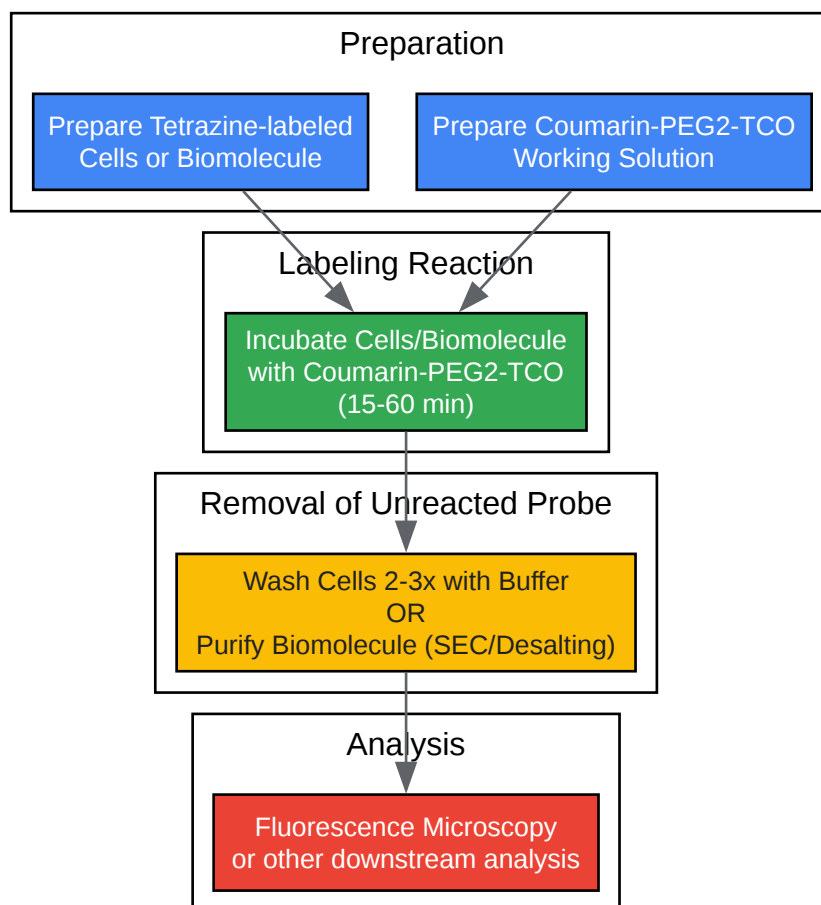 Preparation
Prepare Tetrazine-labeled
Cells or Biomolecule
Prepare Coumarin-PEG2-TCO
Working Solution
Labeling Reaction
Incubate Cells/Biomolecule
with Coumarin-PEG2-TCO
(15-60 min)
Removal of Unreacted Probe
Wash Cells 2-3x with Buffer
OR
Purify Biomolecule (SEC/Desalting)
Analysis
Fluorescence Microscopy
or other downstream analysis